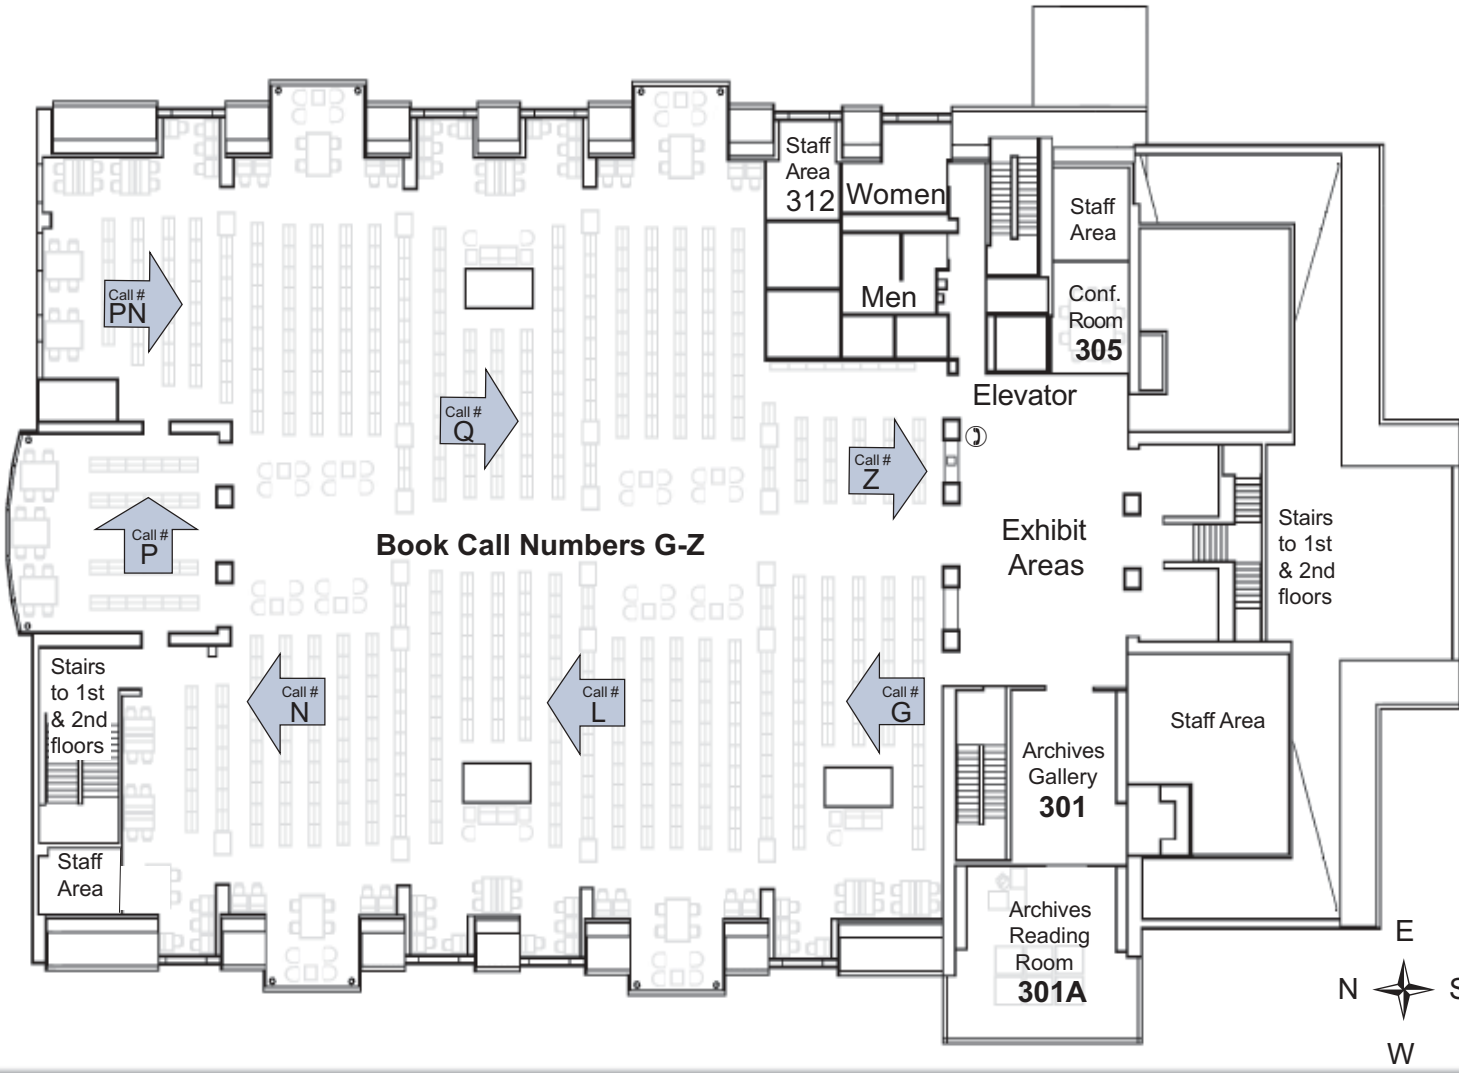 Staff
Area
312
Women
Staff
Area
Call #
PN
Men
Conf.
Room
305
Elevator
Call #
Q
Call #
Z
Call #
P
Book Call Numbers G-Z
Exhibit
Areas
Stairs
to 1st
& 2nd
floors
Stairs
to 1st
& 2nd
floors
Call #
N
Call #
L
Call #
G
Staff Area
Archives
Gallery
301
Staff
Area
Archives
Reading
Room
301A
E
N
S
W